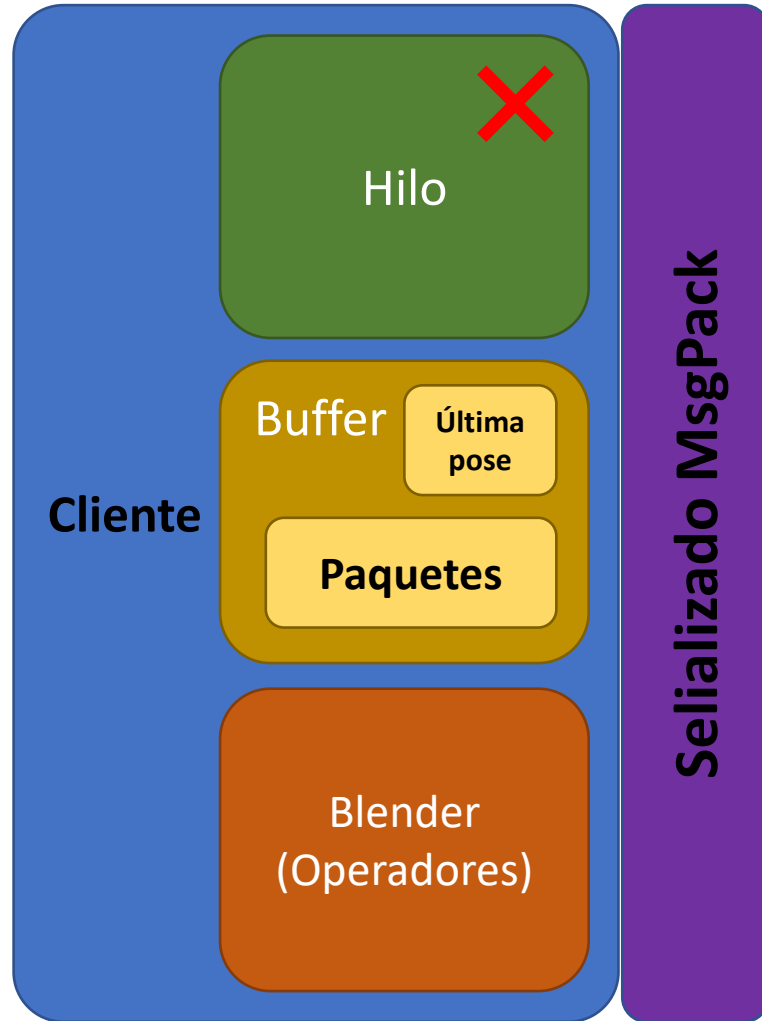 Hilo
Buffer
Última
pose
Cliente
Paquetes
Blender
(Operadores)
Selializado MsgPack